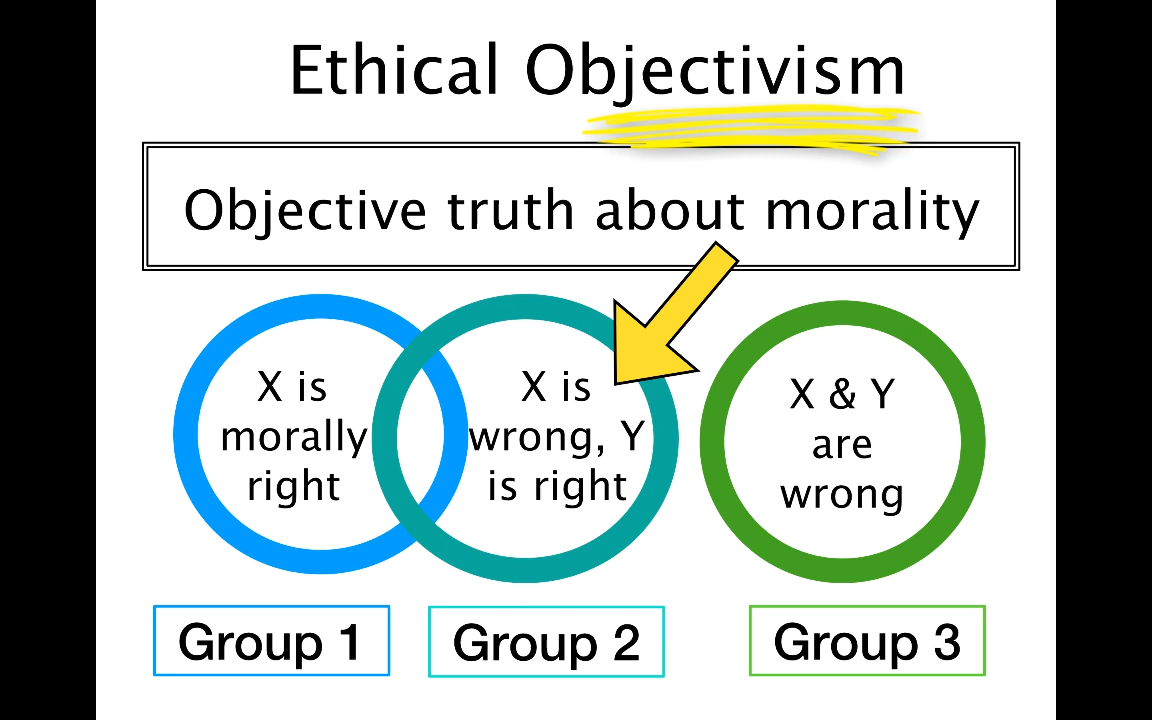 Ethical Objectivism
Objective truth about morality
X is
morally
right
X is
wrong, Y
is right
X & Y
are
wrong
Group 1
Group 2
Group 3